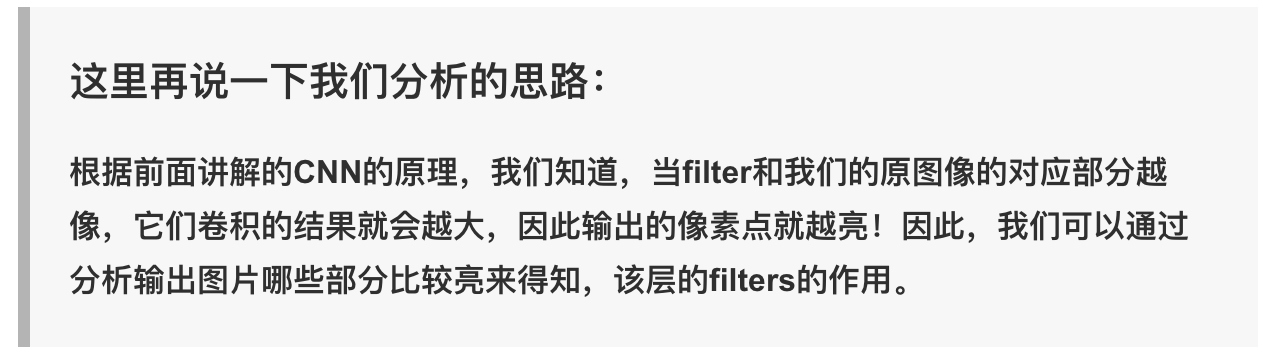 这里再说一下我们分析的思路：
根据前面讲解的CNN的原理，我们知道，当filter和我们的原图像的对应部分越
像，它们卷积的结果就会越大，因此输出的像素点就越亮！因此，我们可以通过
分析输出图片哪些部分比较亮来得知，该层的filters的作用。